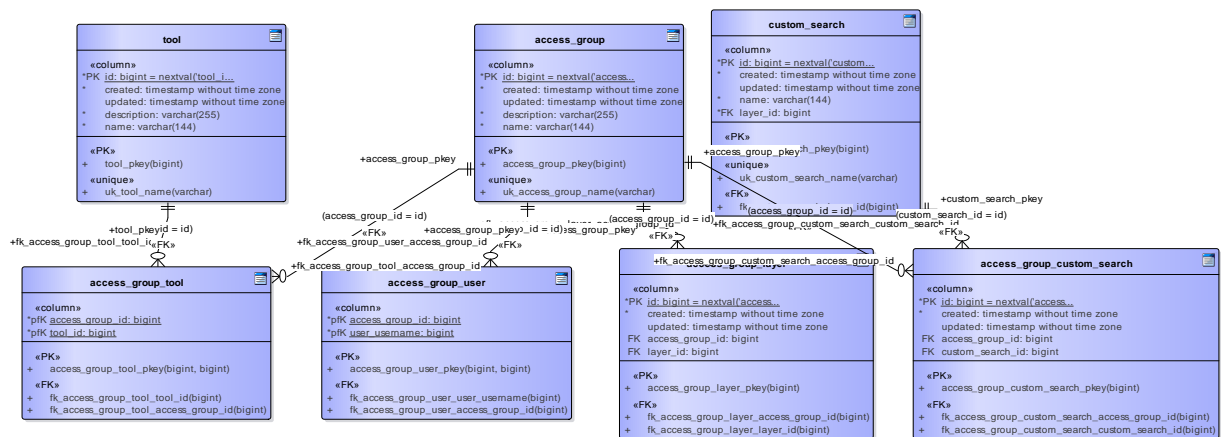 tool
«column»
*PK id: bigint = nextval('tool_i...
* created: timestamp without time zone
updated: timestamp without time zone
* description: varchar(255)
* name: varchar(144)
«PK»
+ tool_pkey(bigint)
«unique»
+ uk_tool_name(varchar)
access_group
«column»
*PK id: bigint = nextval('access...
* created: timestamp without time zone
updated: timestamp without time zone
* description: varchar(255)
* name: varchar(144)
«PK»
+ access_group_pkey(bigint)
«unique»
+ uk_access_group_name(varchar)
custom_search
«column»
*PK id: bigint = nextval('custom...
* created: timestamp without time zone
updated: timestamp without time zone
* name: varchar(144)
*FK layer_id: bigint
«PK»
+
«unique»
+ uk_custom_search_name(varchar)
«FK»
+
+access_group_pkey
+access_group_pkey
+custom_search_pkey
(access_group_id = id)
(access_group_id = id)
(access_group_id = id)
(custom_search_id = id)
+tool_pkey
+access_group_pkey
«FK»
«FK»
«FK»
«FK»
«FK»
+fk_access_group_user_access_group_id
+fk_access_group_custom_search_custom_search_id
+fk_access_group_tool_access_group_id
+fk_access_group_custom_search_access_group_id
access_group_tool
«column»
*pfK access_group_id: bigint
*pfK tool_id: bigint
«PK»
+ access_group_tool_pkey(bigint, bigint)
«FK»
+ fk_access_group_tool_tool_id(bigint)
+ fk_access_group_tool_access_group_id(bigint)
access_group_user
«column»
*pfK access_group_id: bigint
*pfK user_username: bigint
«PK»
+ access_group_user_pkey(bigint, bigint)
«FK»
+ fk_access_group_user_user_username(bigint)
+ fk_access_group_user_access_group_id(bigint)
access_group_layer
«column»
*PK id: bigint = nextval('access...
* created: timestamp without time zone
updated: timestamp without time zone
FK access_group_id: bigint
FK layer_id: bigint
«PK»
+ access_group_layer_pkey(bigint)
«FK»
+ fk_access_group_layer_access_group_id(bigint)
+ fk_access_group_layer_layer_id(bigint)
access_group_custom_search
«column»
*PK id: bigint = nextval('access...
* created: timestamp without time zone
updated: timestamp without time zone
FK access_group_id: bigint
FK custom_search_id: bigint
«PK»
+ access_group_custom_search_pkey(bigint)
«FK»
+ fk_access_group_custom_search_access_group_id(bigint)
+ fk_access_group_custom_search_custom_search_id(bigint)